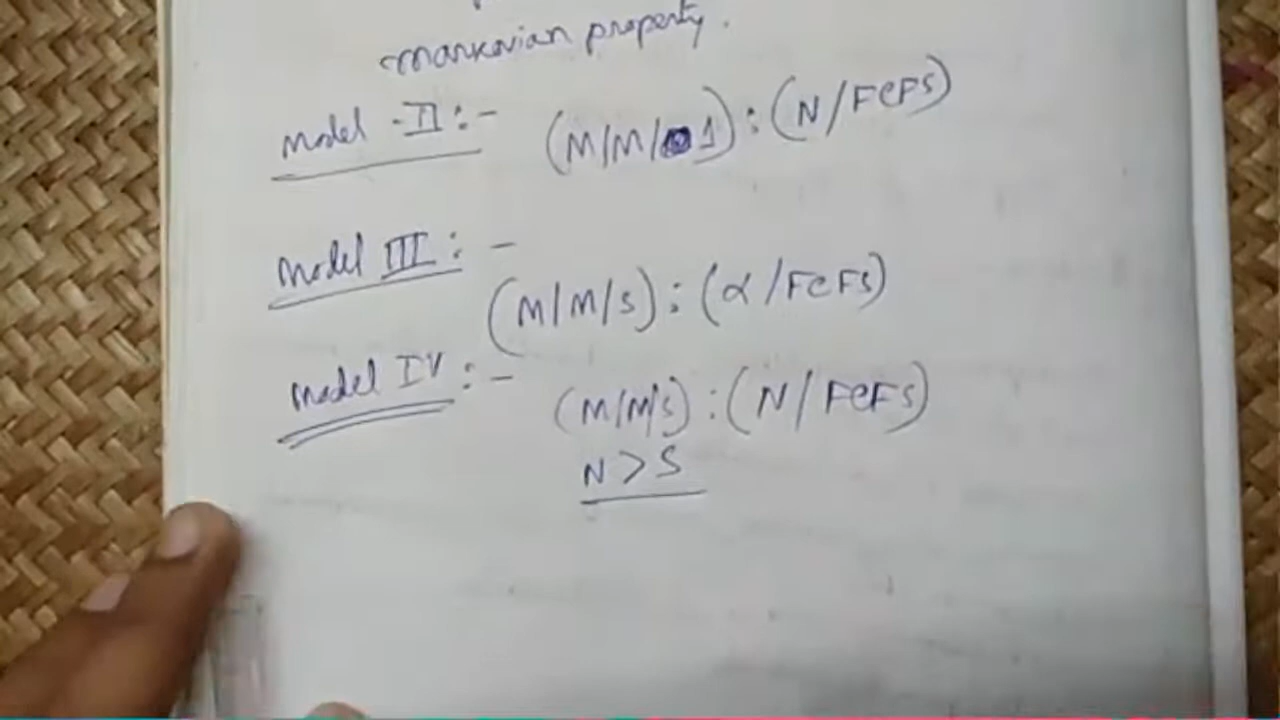 markovian property.
Model -II :- (M/M/1) : (N/FCFS)
Model III : -
(M/M/S) : (α/FCFS)
Model IV : - (M/M/S) : (N/FCFS)
N > S